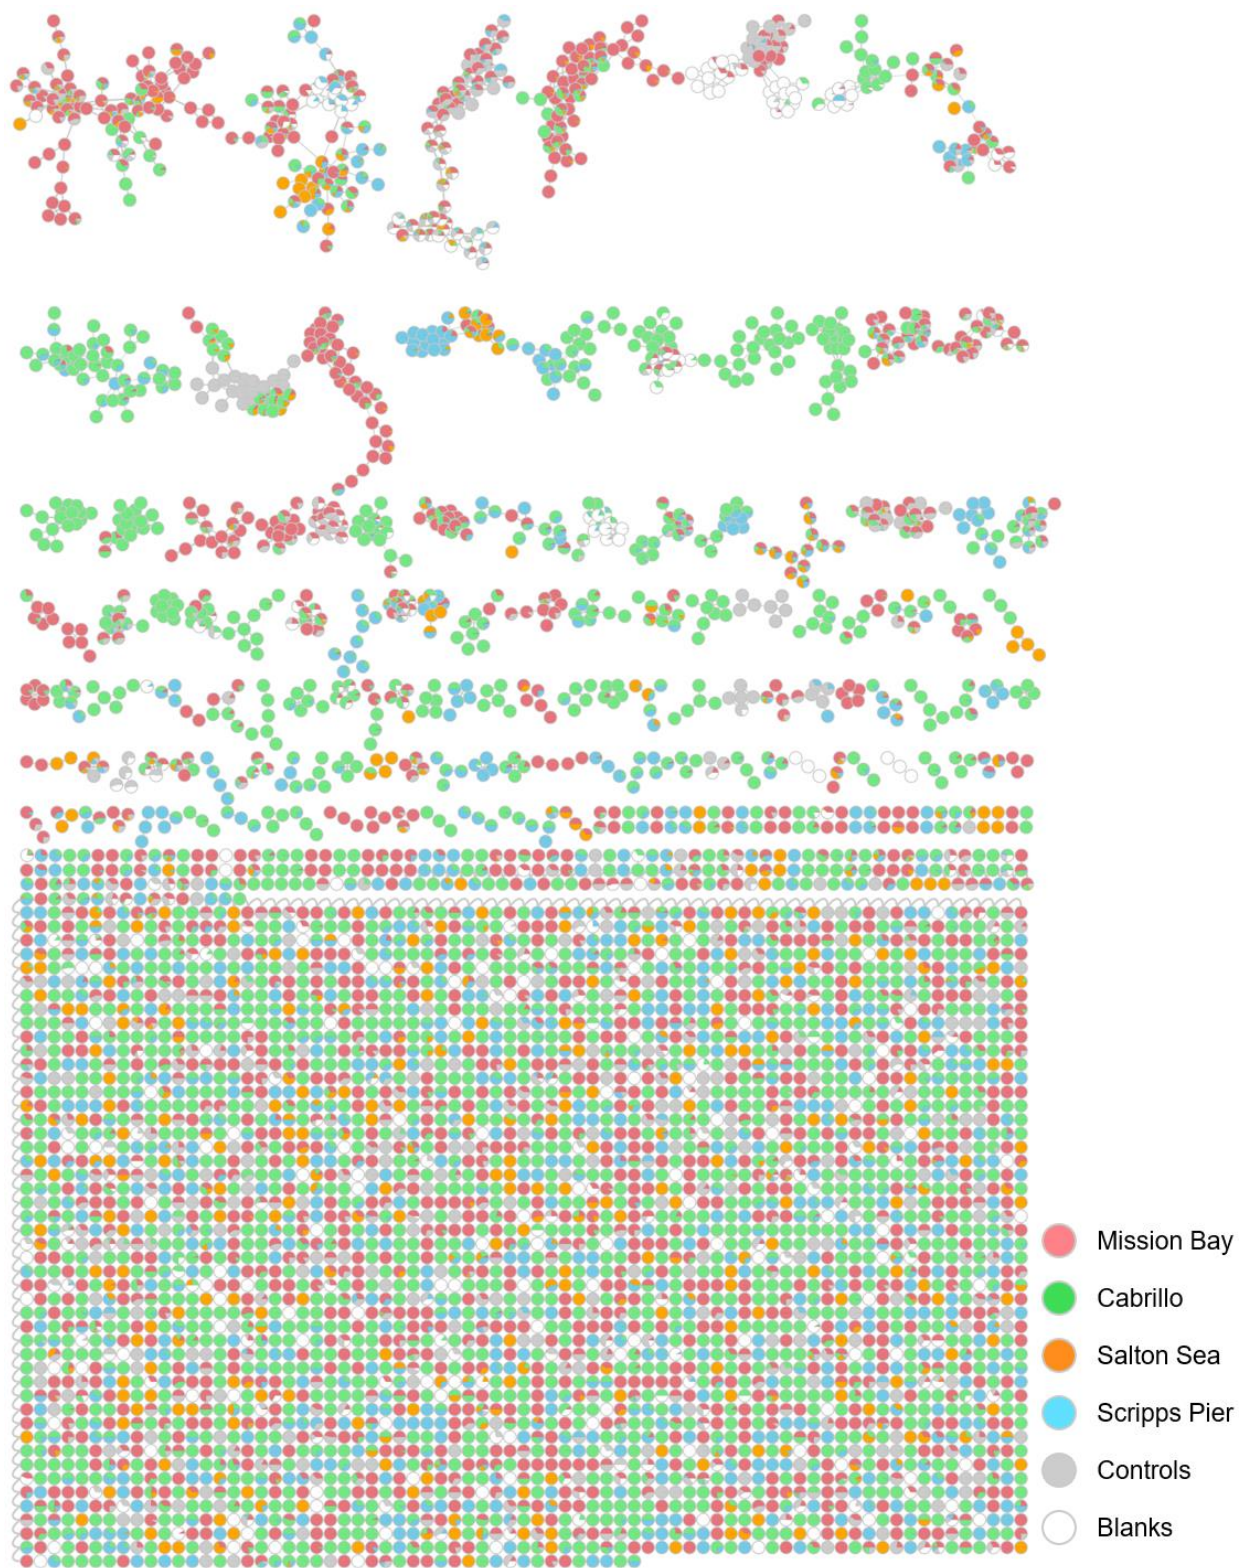 Mission Bay
Cabrillo
Salton Sea
Scripps Pier
Controls
Blanks